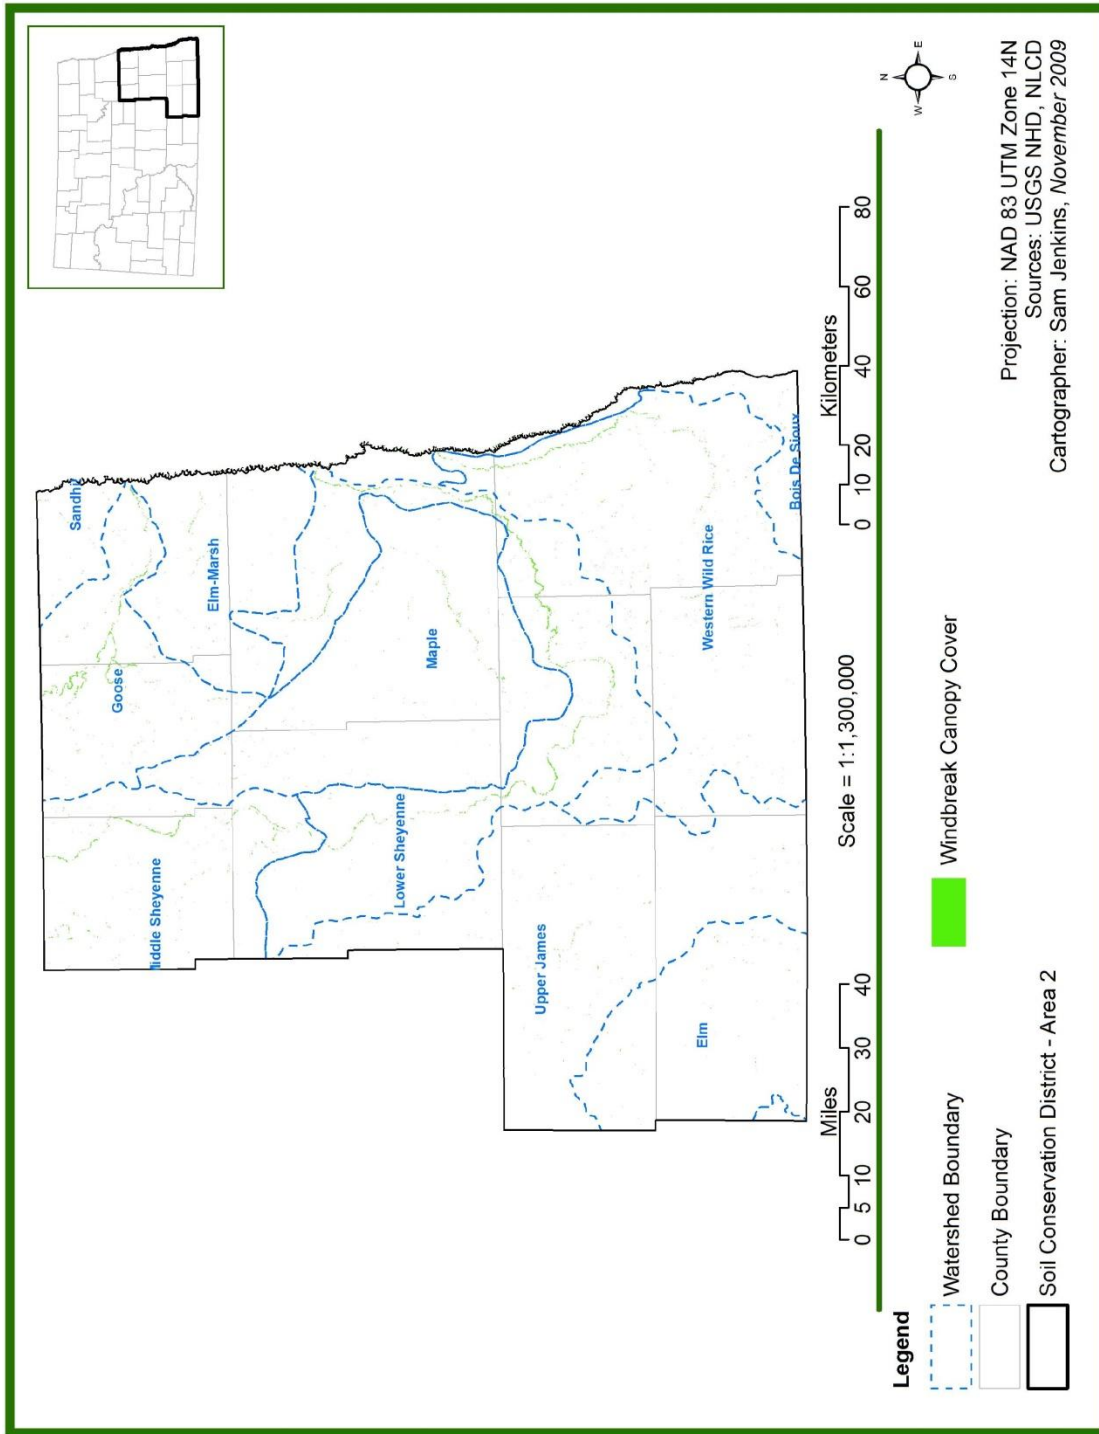 Sandhi
Goose
Middle Sheyenne
Elm-Marsh
Lower Sheyenne
Maple
Upper James
Elm
Western Wild Rice
Bois De Sioux
Miles
0 5 10 20 30 40
Scale = 1:1,300,000
Kilometers
0 10 20 40 60 80
N
W E
S
Legend
Watershed Boundary
County Boundary
Soil Conservation District - Area 2
Windbreak Canopy Cover
Projection: NAD 83 UTM Zone 14N
Sources: USGS NHD, NLCD
Cartographer: Sam Jenkins, November 2009